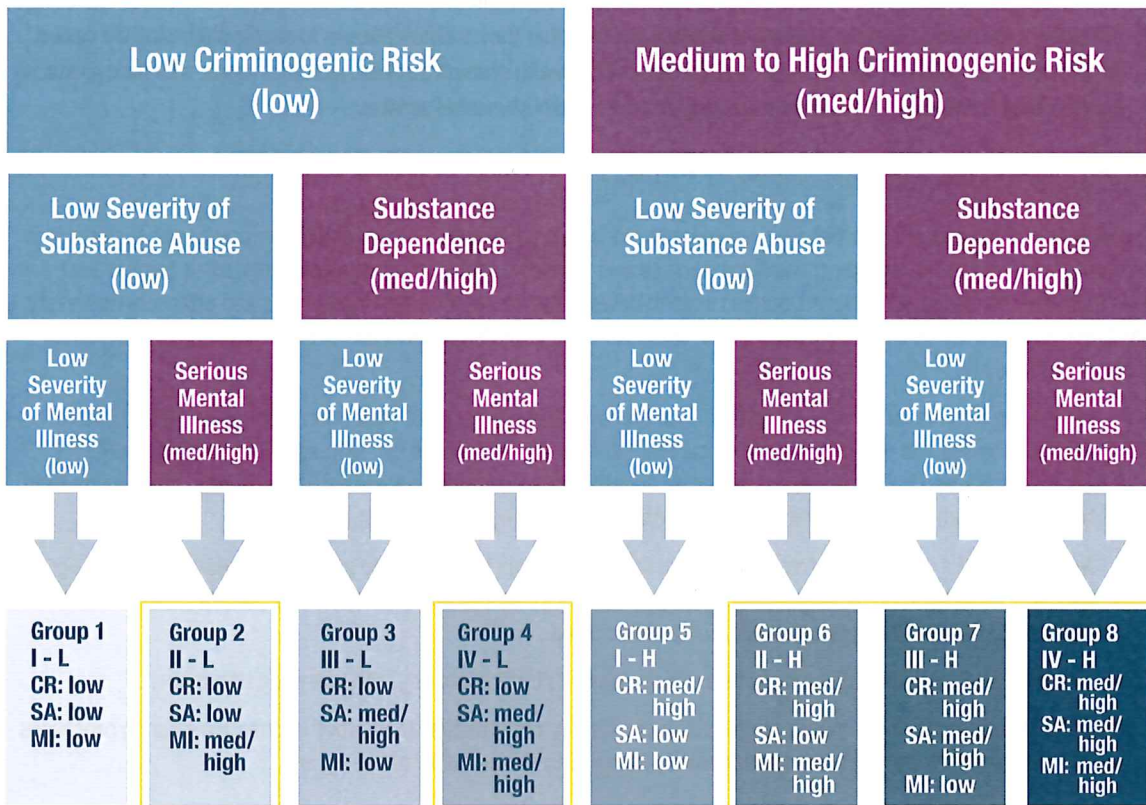 Low Criminogenic Risk
(low)
Medium to High Criminogenic Risk
(med/high)
Low Severity of
Substance Abuse
(low)
Substance
Dependence
(med/high)
Low Severity of
Substance Abuse
(low)
Substance
Dependence
(med/high)
Low
Severity
of Mental
Illness
(low)
Serious
Mental
Illness
(med/high)
Low
Severity
of Mental
Illness
(low)
Serious
Mental
Illness
(med/high)
Low
Severity
of Mental
Illness
(low)
Serious
Mental
Illness
(med/high)
Low
Severity
of Mental
Illness
(low)
Serious
Mental
Illness
(med/high)
Group 1
I - L
CR: low
SA: low
MI: low
Group 2
II - L
CR: low
SA: low
MI: med/
high
Group 3
III - L
CR: low
SA: med/
high
MI: low
Group 4
IV - L
CR: low
SA: med/
high
MI: med/
high
Group 5
I - H
CR: med/
high
SA: low
MI: low
Group 6
II - H
CR: med/
high
SA: low
MI: med/
high
Group 7
III - H
CR: med/
high
SA: med/
high
MI: low
Group 8
IV - H
CR: med/
high
SA: med/
high
MI: med/
high